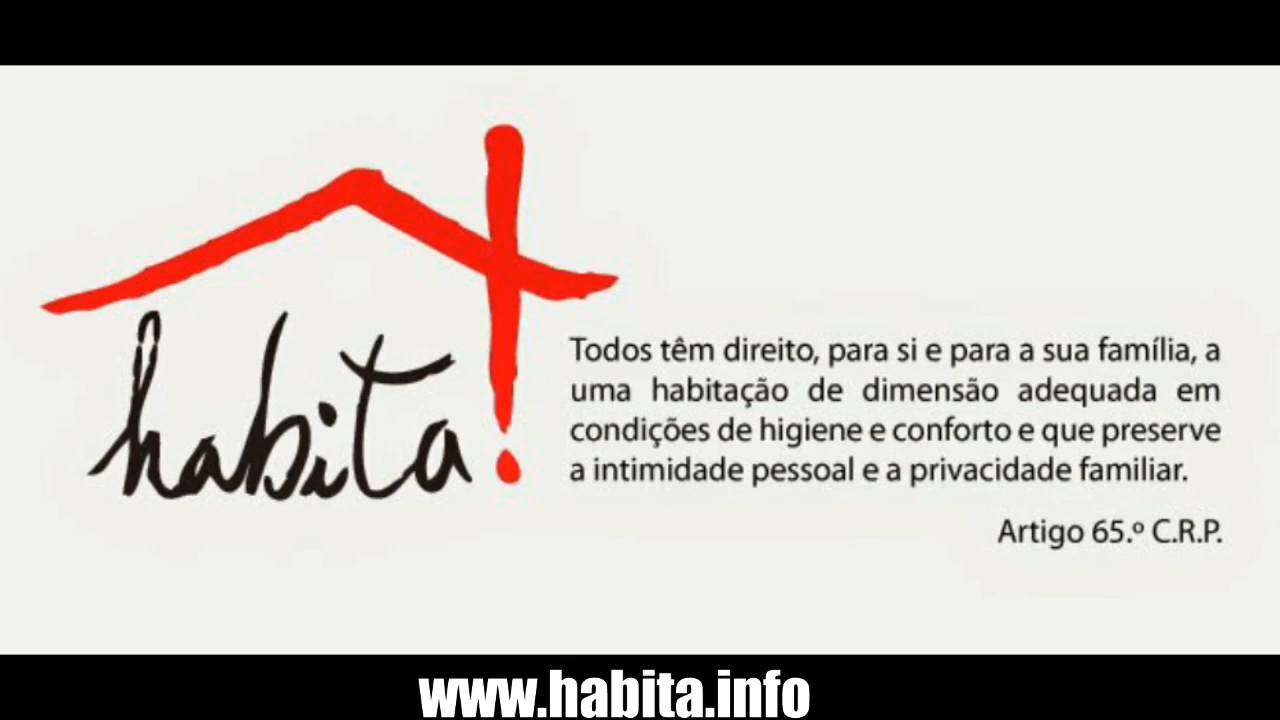 habita!
Todos têm direito, para si e para a sua família, a
uma habitação de dimensão adequada em
condições de higiene e conforto e que preserve
a intimidade pessoal e a privacidade familiar.
Artigo 65.º C.R.P.
www.habita.info